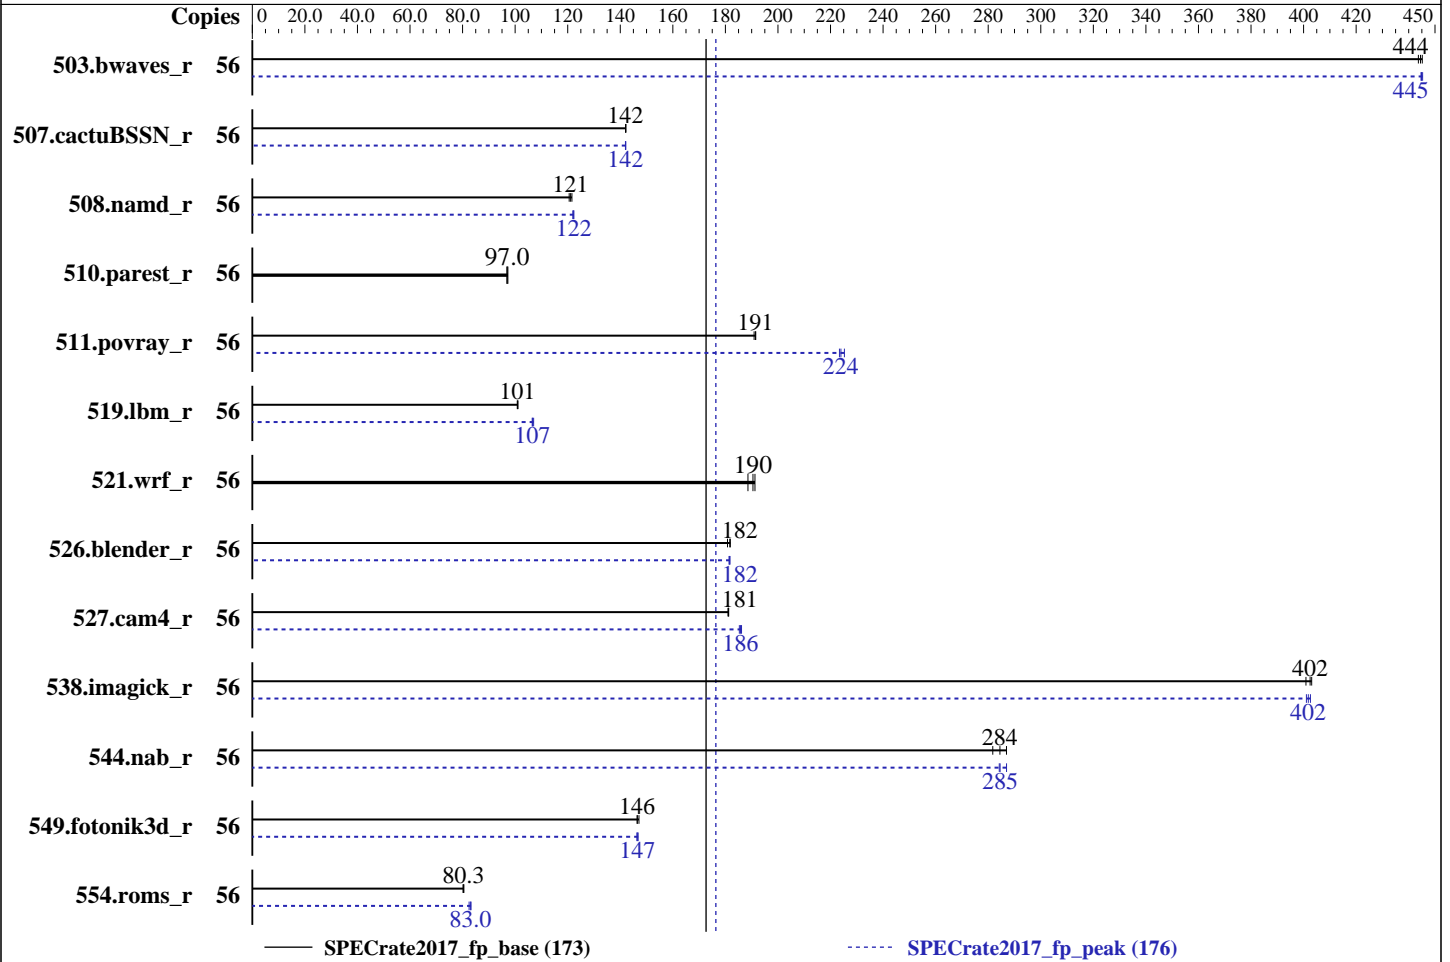 Copies 0 20.0 40.0 60.0 80.0 100 120 140 160 180 200 220 240 260 280 300 320 340 360 380 400 420 450
444
503.bwaves_r 56
445
142
507.cactuBSSN_r 56
142
121
508.namd_r 56
122
97.0
510.parest_r 56
191
511.povray_r 56
224
101
519.lbm_r 56
107
190
521.wrf_r 56
182
526.blender_r 56
182
181
527.cam4_r 56
186
402
538.imagick_r 56
402
284
544.nab_r 56
285
146
549.fotonik3d_r 56
147
80.3
554.roms_r 56
83.0
SPECrate2017_fp_base (173) SPECrate2017_fp_peak (176)